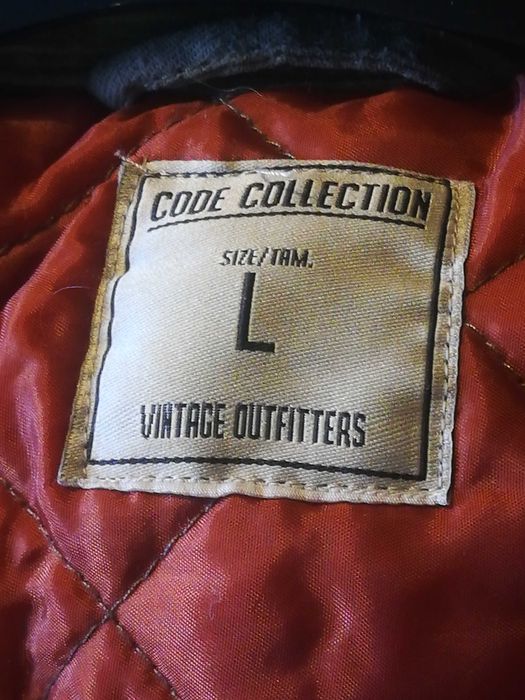 CODE COLLECTION
SIZE/TAM.
L
VINTAGE OUTFITTERS